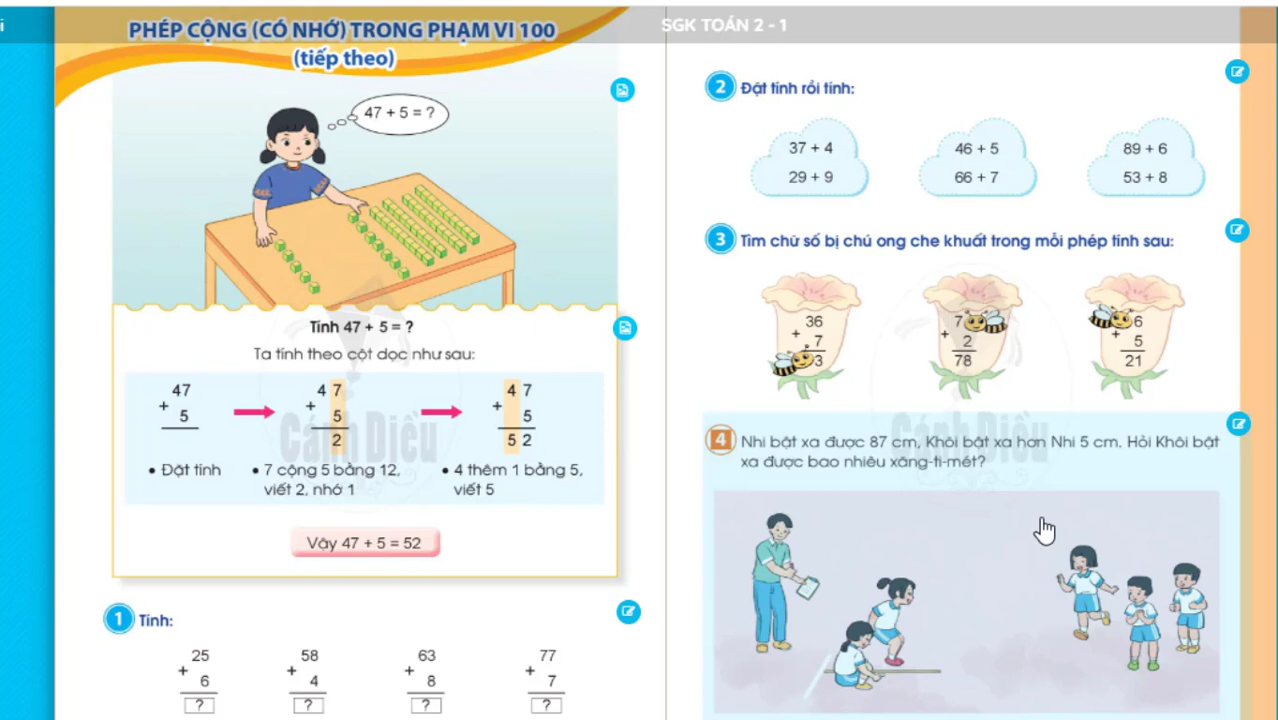 i
SGK TOÁN 2 - 1
PHÉP CỘNG (CÓ NHỚ) TRONG PHẠM VI 100
(tiếp theo)
47 + 5 = ?
Tính 47 + 5 = ?
Ta tính theo cột dọc như sau:
47
+
5
4 7
+
5
2
4 7
+
5
5 2
• Đặt tính
• 7 cộng 5 bằng 12,
viết 2, nhớ 1
• 4 thêm 1 bằng 5,
viết 5
Cánh Diều
Vậy 47 + 5 = 52
1 Tính:
25
+
6
?
58
+
4
?
63
+
8
?
77
+
7
?
2 Đặt tính rồi tính:
37 + 4
29 + 9
46 + 5
66 + 7
89 + 6
53 + 8
3 Tìm chữ số bị chú ong che khuất trong mỗi phép tính sau:
36
+
7
3
7
+
2
78
6
+
5
21
Cánh Diều
4 Nhi bật xa được 87 cm, Khôi bật xa hơn Nhi 5 cm. Hỏi Khôi bật
xa được bao nhiêu xăng-ti-mét?